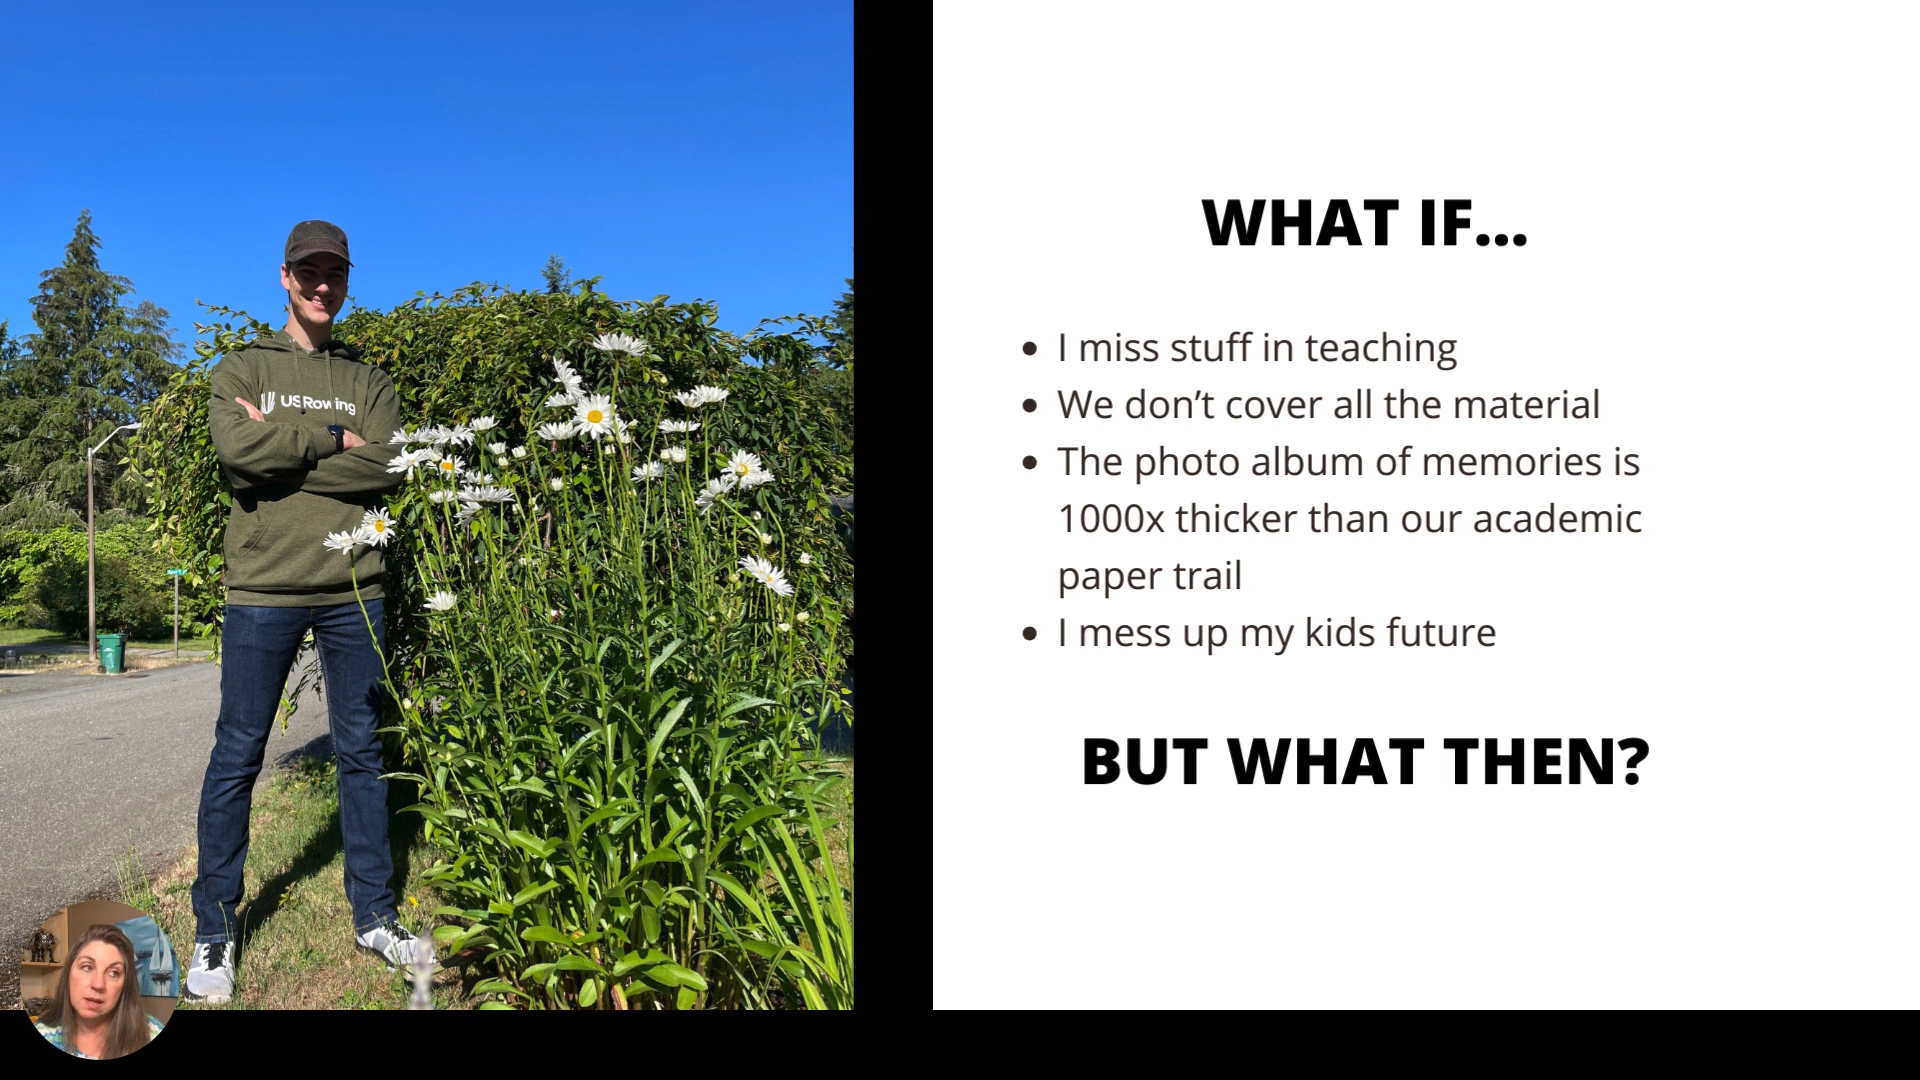 USRowing
WHAT IF...
• I miss stuff in teaching
• We don’t cover all the material
• The photo album of memories is
1000x thicker than our academic
paper trail
• I mess up my kids future
BUT WHAT THEN?